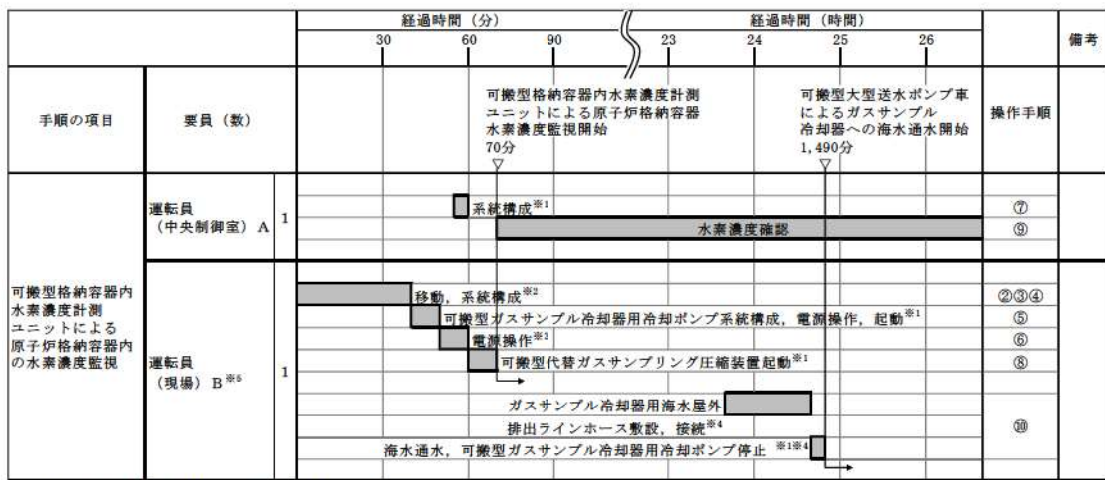 経過時間（分）
経過時間（時間）
備考
30
60
90
23
24
25
26
手順の項目
要員（数）
可搬型格納容器内水素濃度計測
ユニットによる原子炉格納容器
水素濃度監視開始
70分
可搬型大型送水ポンプ車
によるガスサンプル
冷却器への海水通水開始
1,490分
操作手順
可搬型格納容器内
水素濃度計測
ユニットによる
原子炉格納容器内
の水素濃度監視
運転員
（中央制御室）A
1
系統構成※1
⑦
水素濃度確認
⑨
運転員
（現場）B※5
1
移動，系統構成※2
②③④
可搬型ガスサンプル冷却器用冷却ポンプ系統構成，電源操作，起動※1
⑤
電源操作※3
⑥
可搬型代替ガスサンプリング圧縮装置起動※1
⑧
ガスサンプル冷却器用海水屋外
排出ラインホース敷設，接続※4
⑩
海水通水，可搬型ガスサンプル冷却器用冷却ポンプ停止 ※1※4